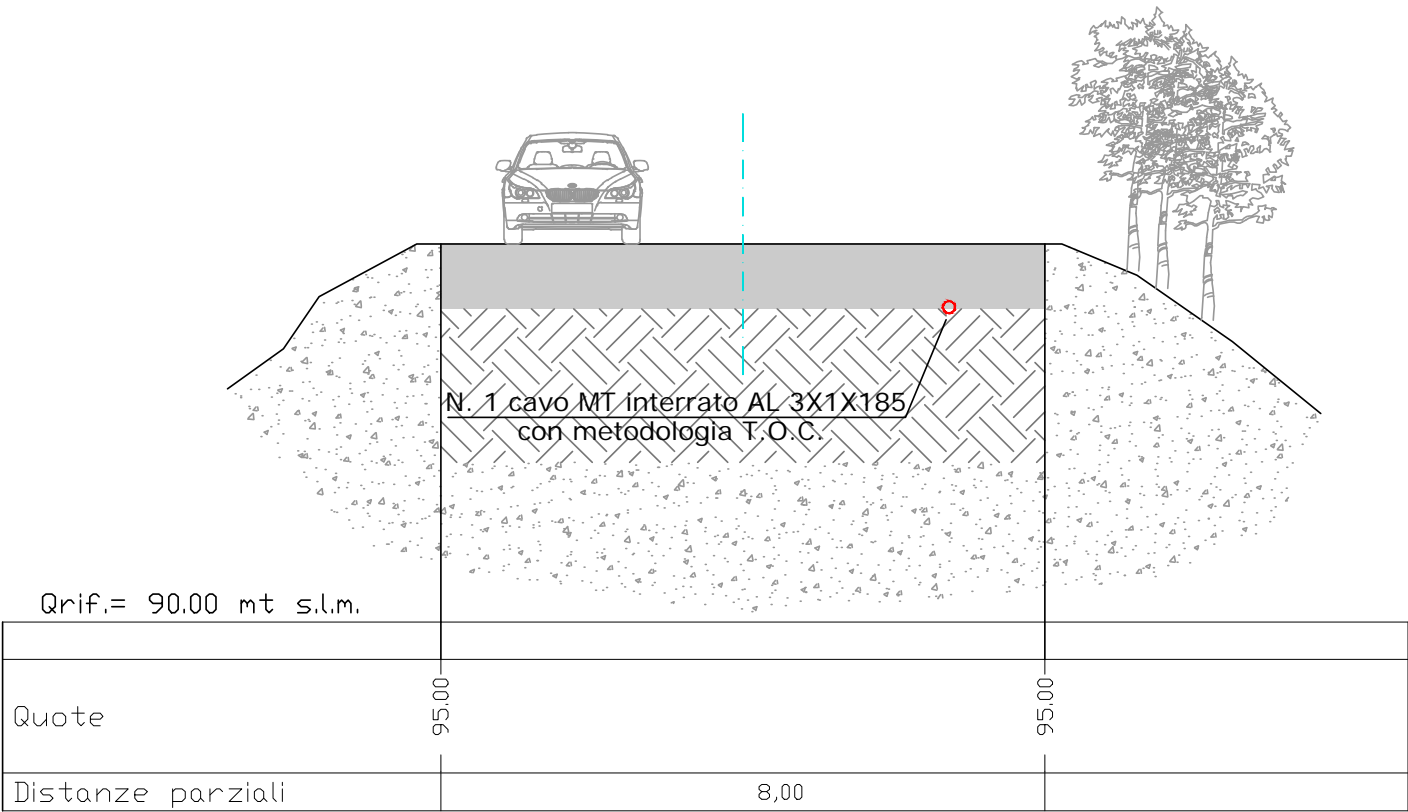 N. 1 cavo MT interrato AL 3X1X185
con metodologia T.O.C.
Qrif.= 90.00 mt s.l.m.
Quote
95.00
95.00
Distanze parziali
8,00